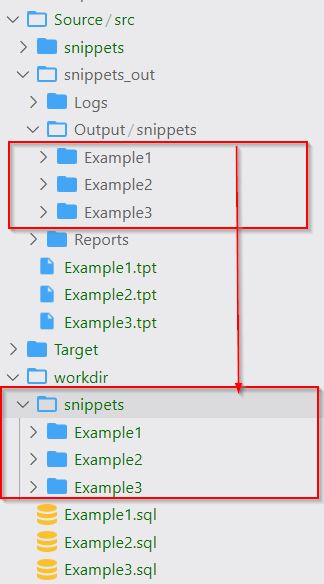 Source/src
snippets
snippets_out
Logs
Output/snippets
Example1
Example2
Example3
Reports
Example1.tpt
Example2.tpt
Example3.tpt
Target
workdir
snippets
Example1
Example2
Example3
Example1.sql
Example2.sql
Example3.sql